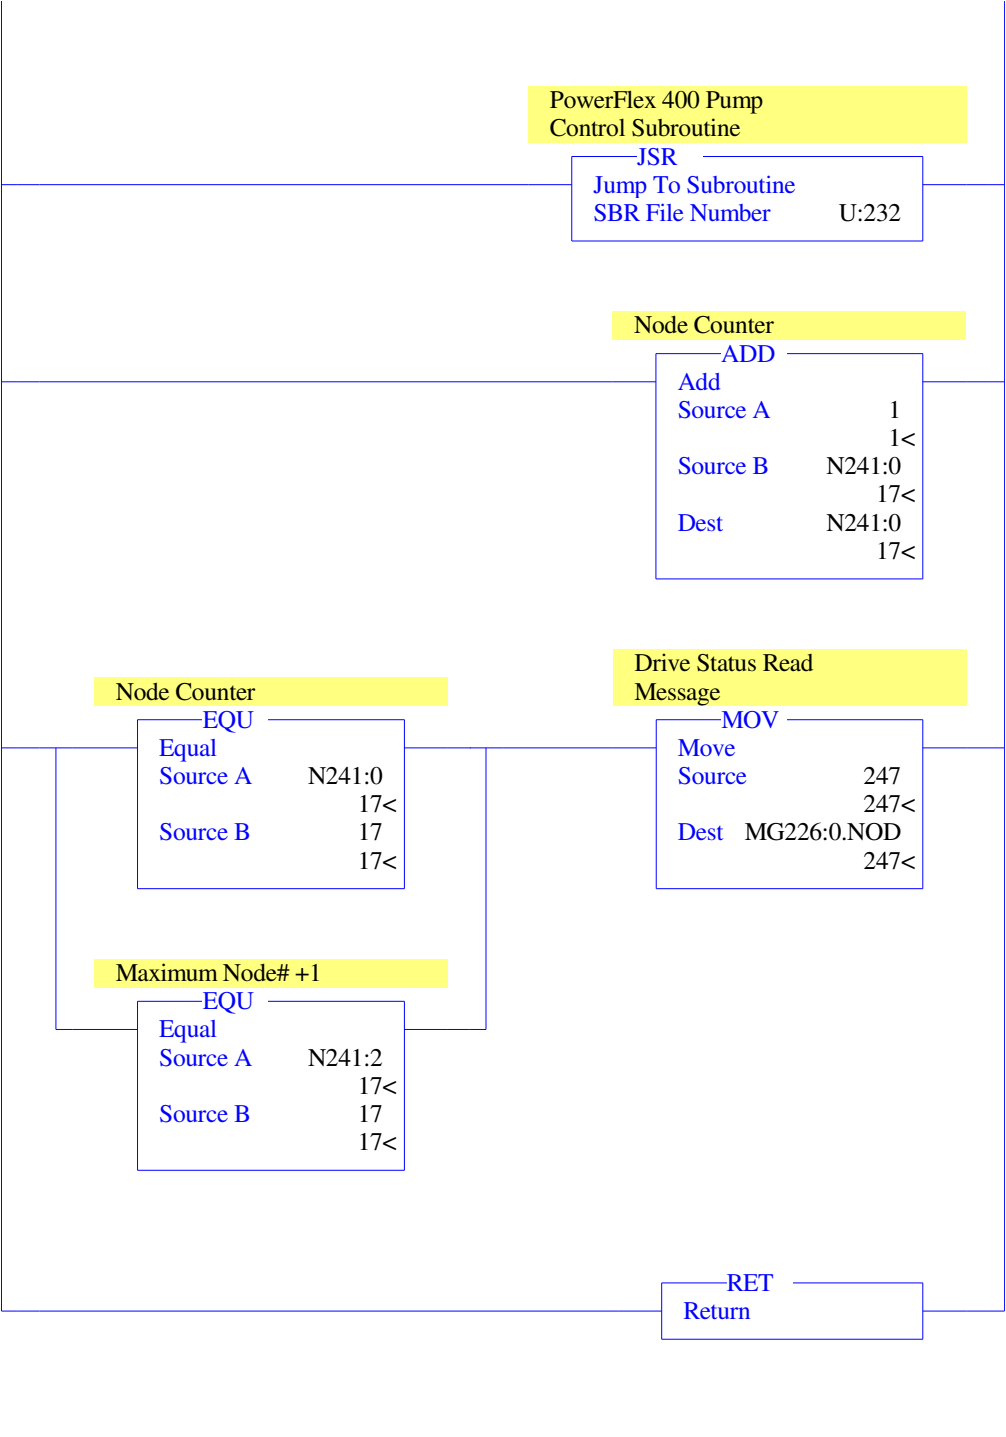 PowerFlex 400 Pump
Control Subroutine
JSR
Jump To Subroutine
SBR File Number U:232
Node Counter
ADD
Add
Source A 1
1<
Source B N241:0
17<
Dest N241:0
17<
Node Counter
EQU
Equal
Source A N241:0
17<
Source B 17
17<
Drive Status Read
Message
MOV
Move
Source 247
247<
Dest MG226:0.NOD
247<
Maximum Node# +1
EQU
Equal
Source A N241:2
17<
Source B 17
17<
RET
Return